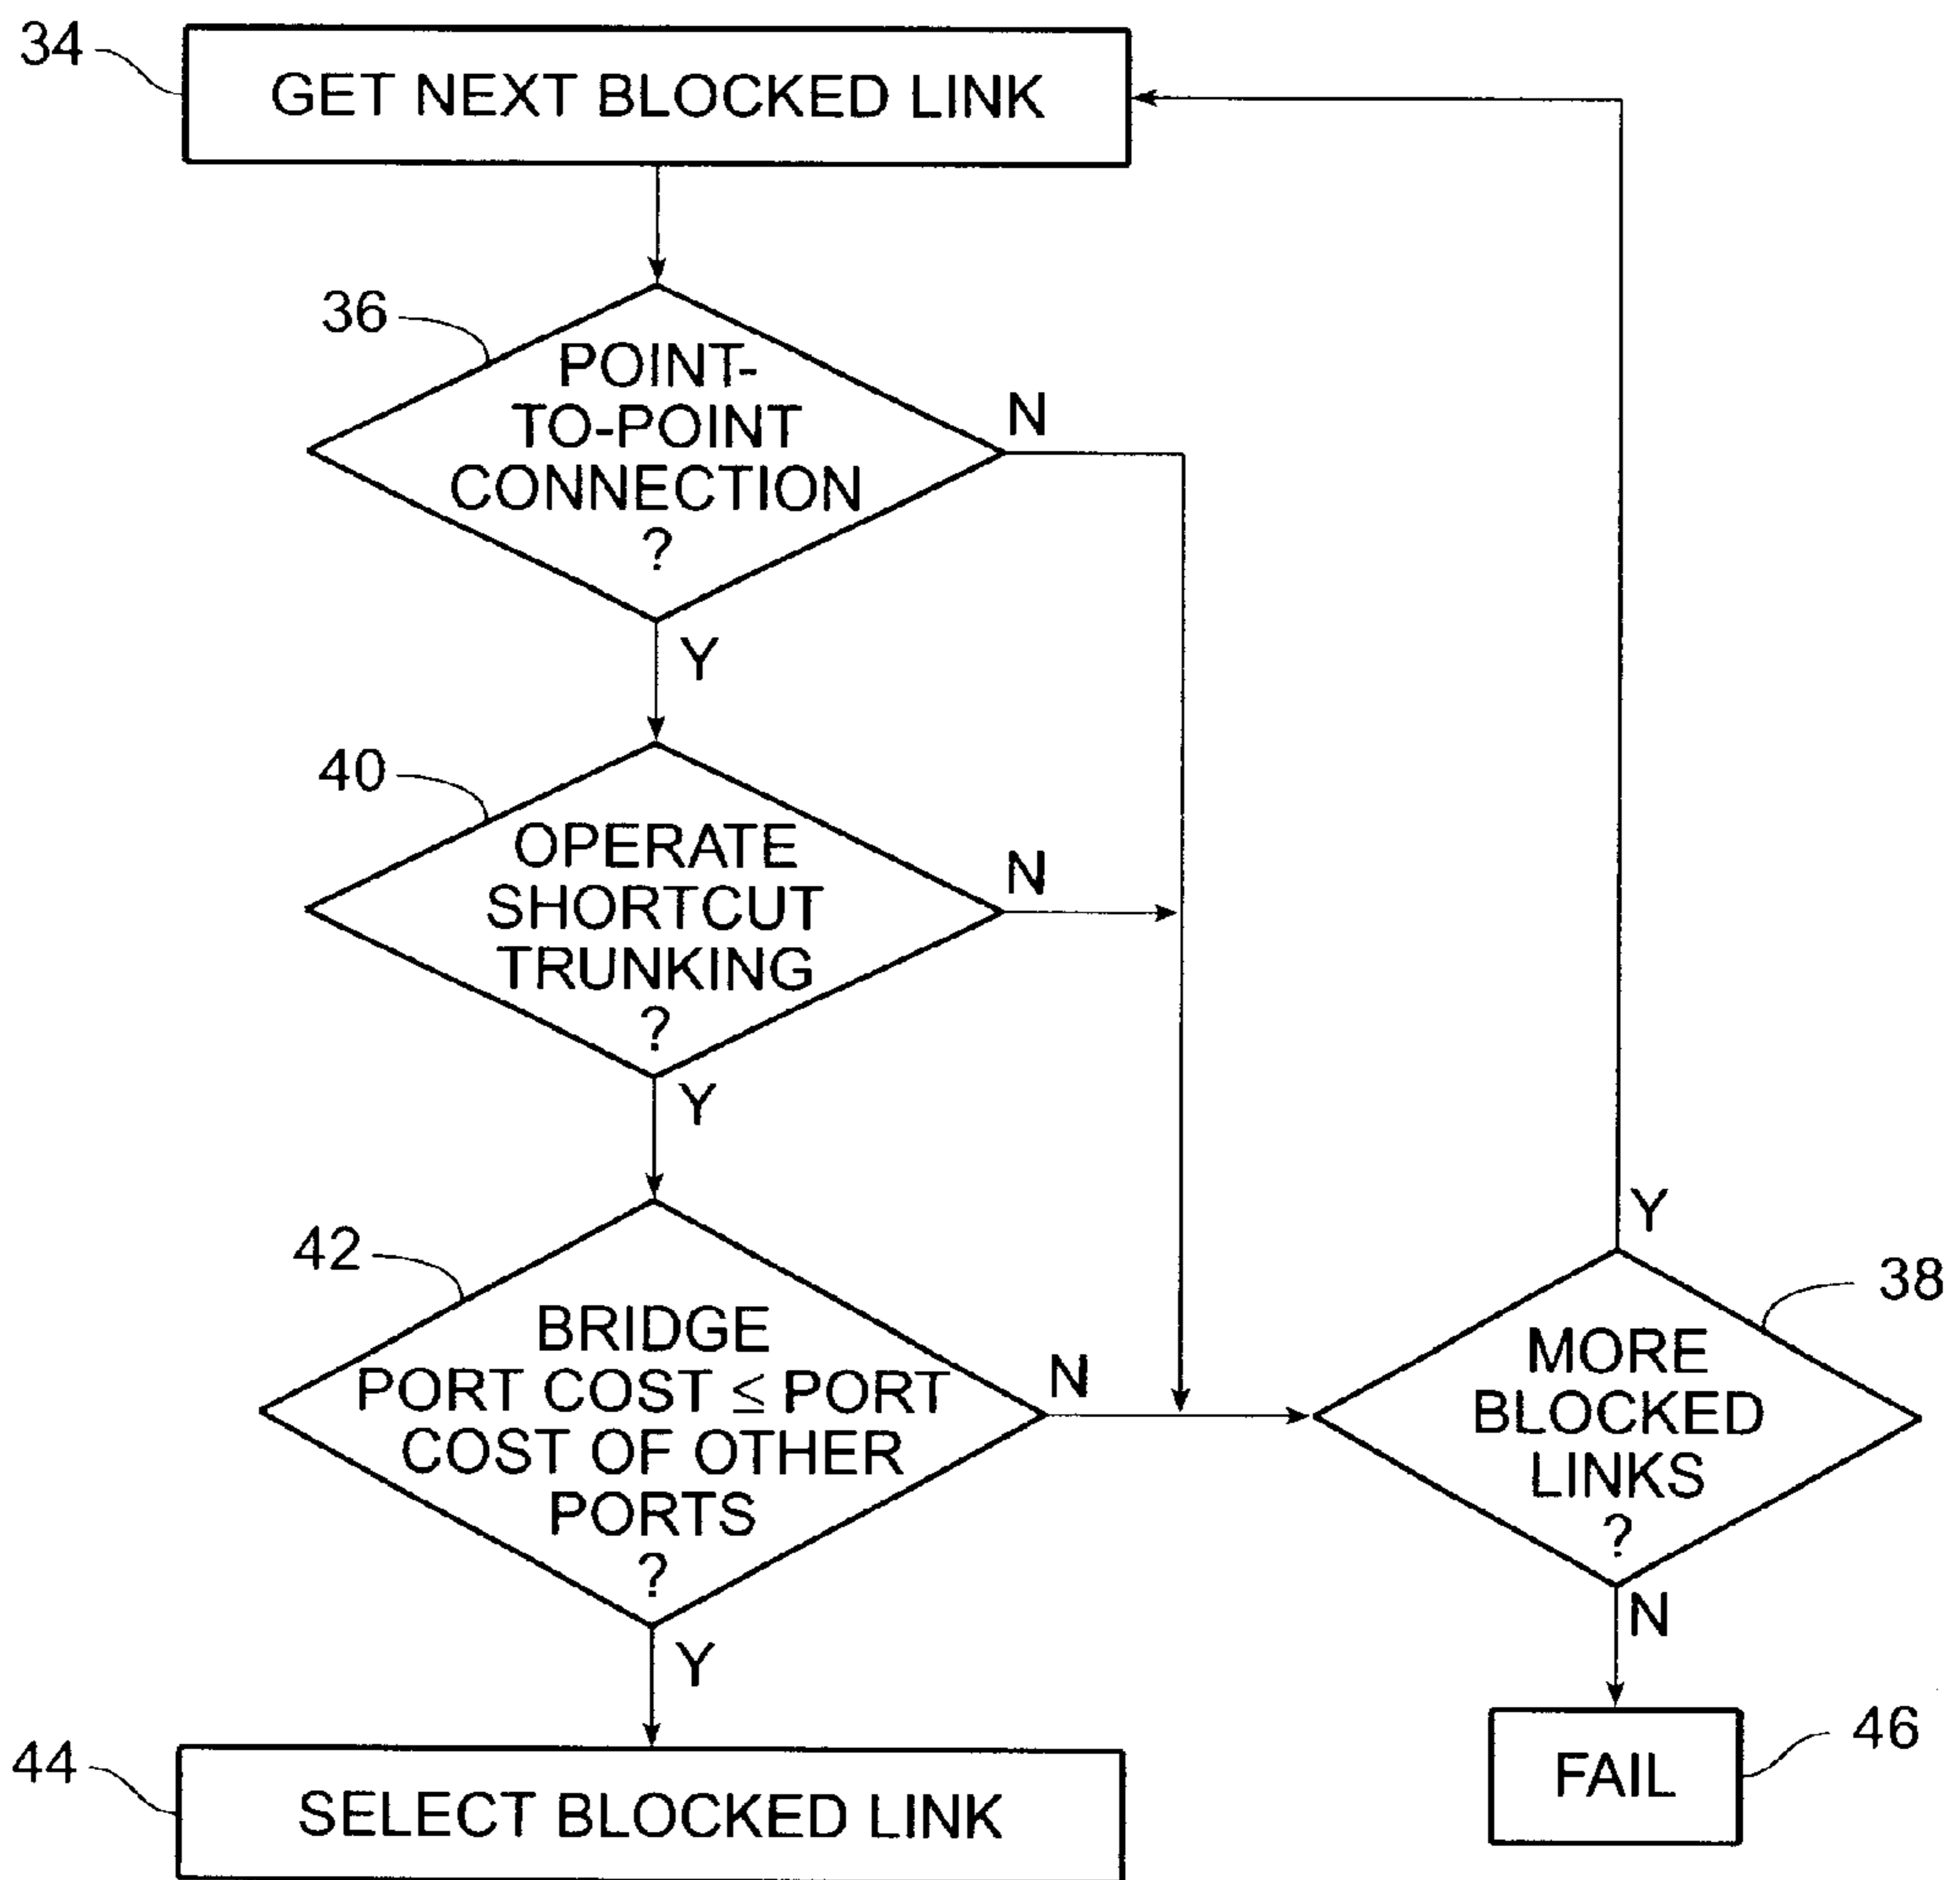 34
GET NEXT BLOCKED LINK
36
POINT-
TO-POINT
CONNECTION
?
N
Y
40
OPERATE
SHORTCUT
TRUNKING
?
N
Y
42
BRIDGE
PORT COST ≤ PORT
COST OF OTHER
PORTS
?
N
Y
38
MORE
BLOCKED
LINKS
?
Y
N
44
SELECT BLOCKED LINK
46
FAIL